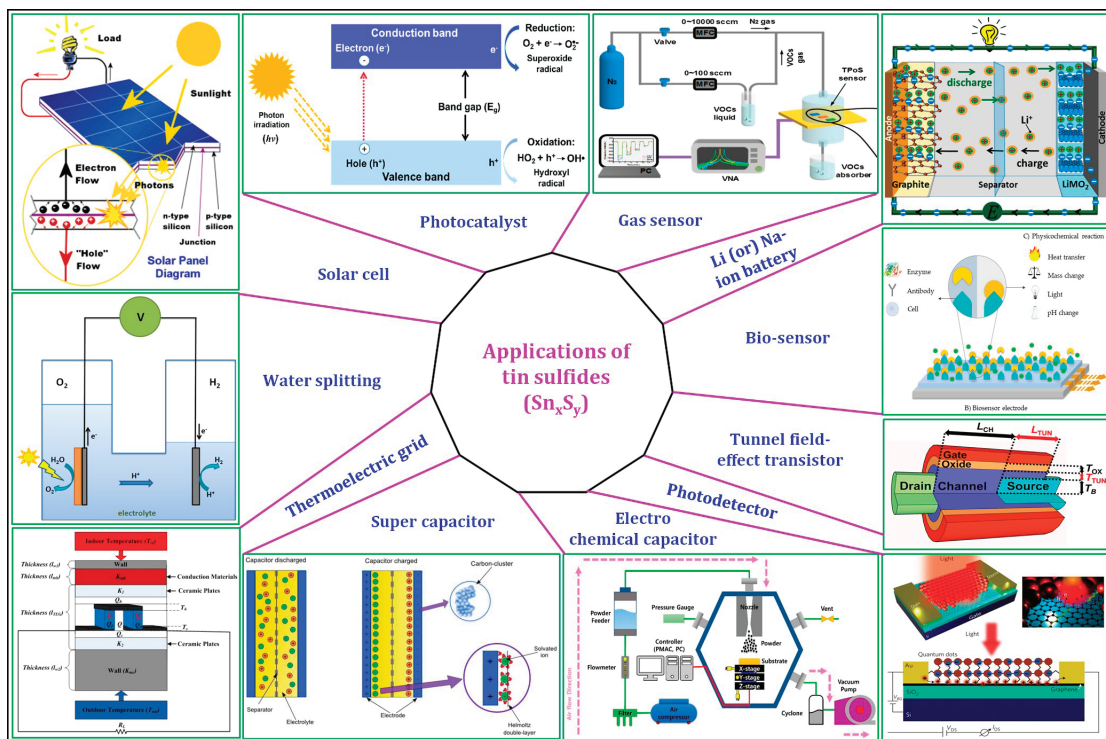 Load
Sunlight
Electron
Flow
Photons
n-type
silicon
p-type
silicon
Junction
"Hole"
Flow
Solar Panel
Diagram
Conduction band
Electron (e-)
e-
Photon
irradiation
(hν)
Band gap (Eg)
Hole (h+)
h+
Valence band
Reduction:
O2 + e- → O2•-
Superoxide
radical
Oxidation:
HO2 + h+ → OH•
Hydroxyl
radical
0~10000 sccm
N2 gas
Valve
MFC
N2
0~100 sccm
MFC
VOCs
gas
TPoS
sensor
VOCs
liquid
PC
VNA
VOCs
absorber
discharge
Li+
charge
Anode
Cathode
Graphite
Separator
LiMO2
E
Photocatalyst
Gas sensor
Solar cell
Li (or) Na-
ion battery
Water splitting
Bio-sensor
Applications of
tin sulfides
(SnxSy)
Thermoelectric grid
Tunnel field-
effect transistor
Super capacitor
Electro
chemical capacitor
Photodetector
V
O2
H2
e-
e-
H2O
O2
H+
H2
H+
electrolyte
C) Physicochemical reaction
Enzyme
Antibody
Cell
Heat transfer
Mass change
Light
pH change
B) Biosensor electrode
LCH
LTUN
Gate
Oxide
Drain
Channel
Source
TOX
TTUN
TB
Wall
Conduction Materials
Ceramic Plates
Ceramic Plates
RL
Capacitor discharged
Capacitor charged
Carbon-cluster
Solvated
ion
Separator
Electrolyte
Electrode
Helmoltz
double-layer
Air flow Direction
Powder
Feeder
Pressure Gauge
Nozzle
Vent
Controller
(PMAC, PC)
Powder
Substrate
X-stage
Y-stage
Z-stage
Flowmeter
Filter
Air
compressor
Cyclone
Vacuum
Pump
Light
Light
Quantum dots
Au
Graphene
SiO2
Si
VDS
IDS